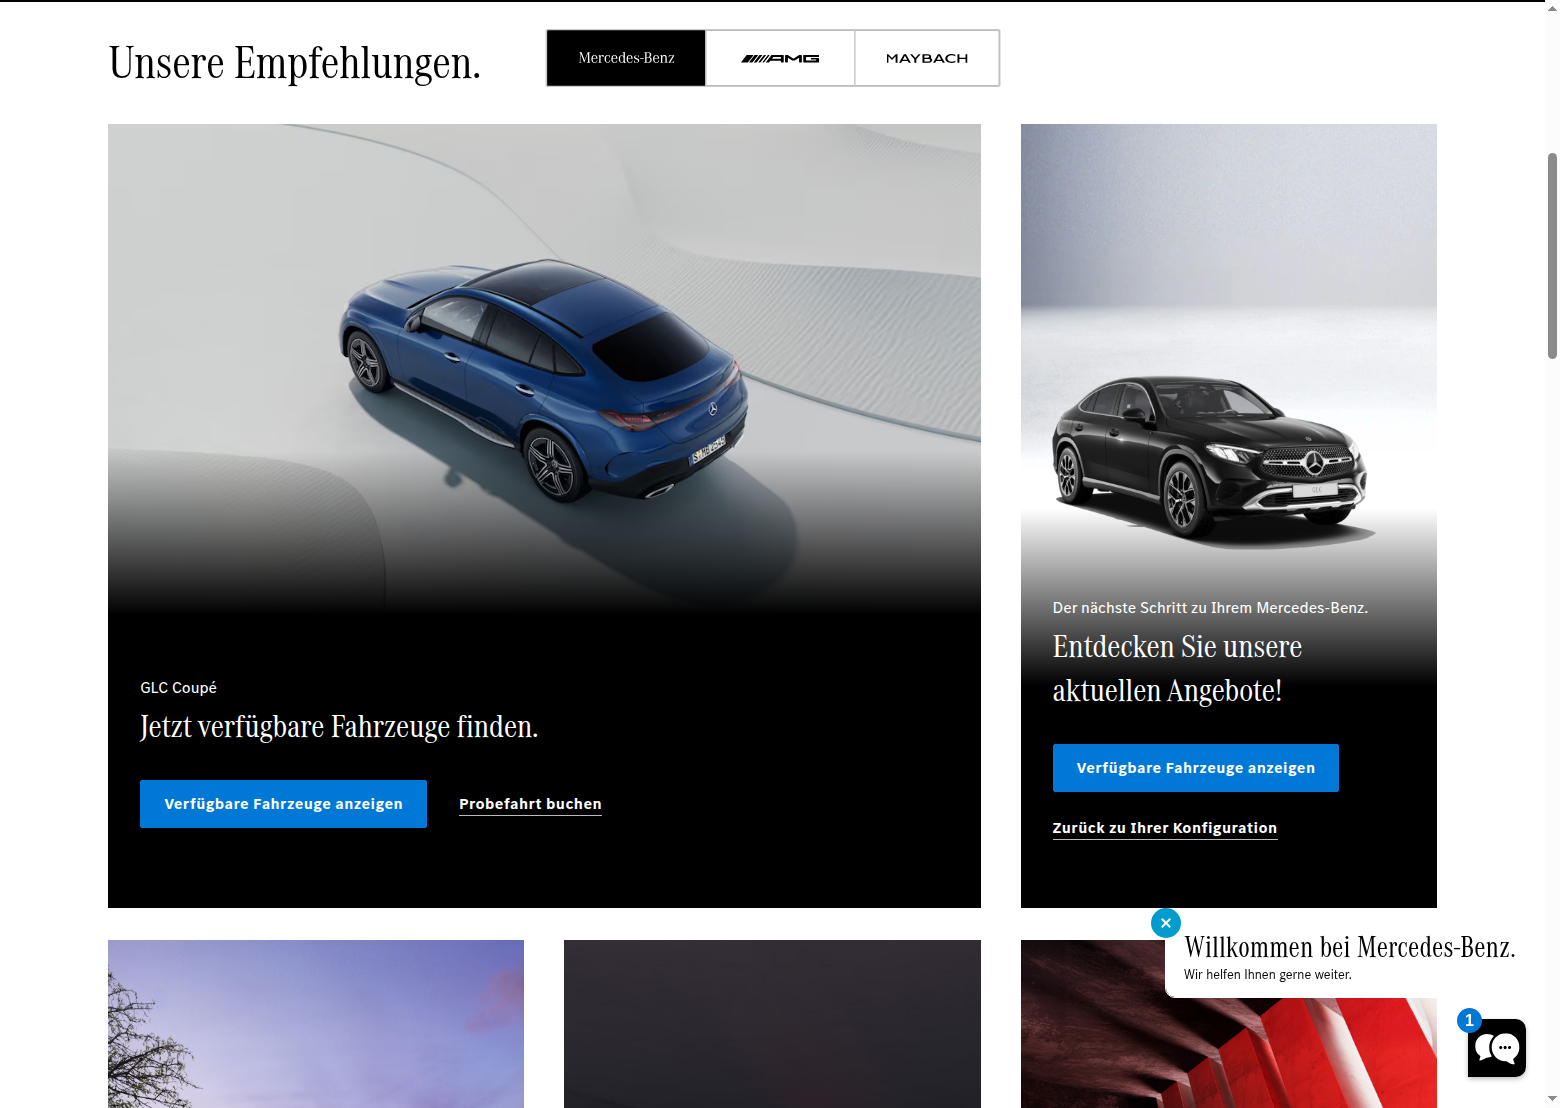 Unsere Empfehlungen.
Mercedes-Benz
AMG
MAYBACH
GLC Coupé
Jetzt verfügbare Fahrzeuge finden.
Verfügbare Fahrzeuge anzeigen
Probefahrt buchen
Der nächste Schritt zu Ihrem Mercedes-Benz.
Entdecken Sie unsere
aktuellen Angebote!
Verfügbare Fahrzeuge anzeigen
Zurück zu Ihrer Konfiguration
Willkommen bei Mercedes-Benz.
Wir helfen Ihnen gerne weiter.
1